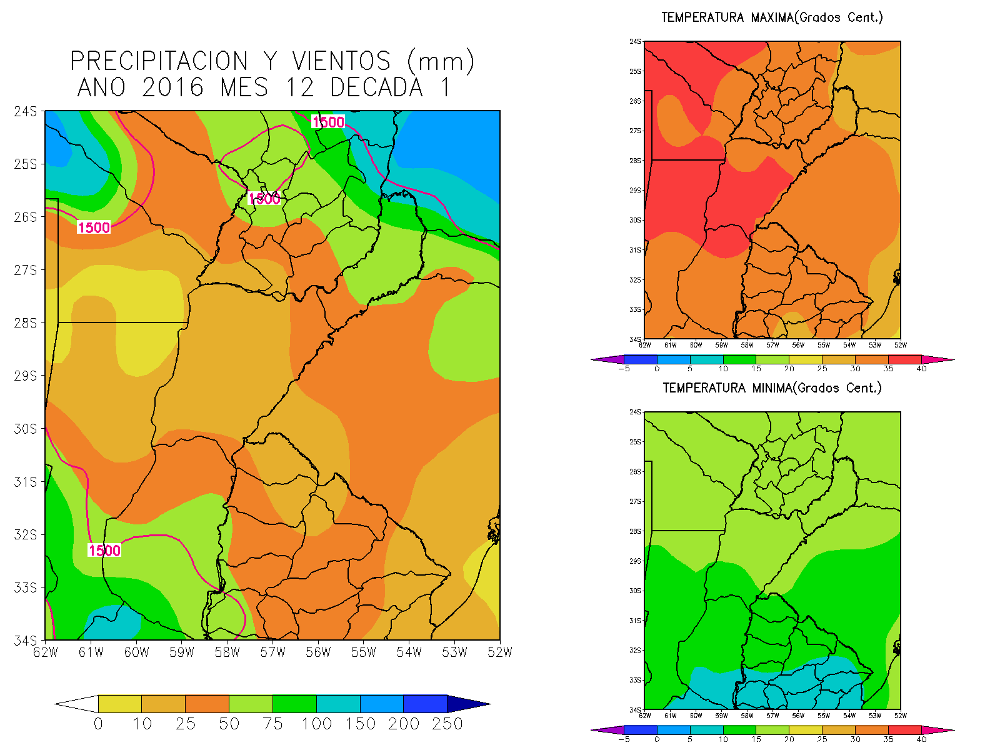 PRECIPITACION Y VIENTOS (mm)
ANO 2016 MES 12 DECADA 1
24S
25S
26S
27S
28S
29S
30S
31S
32S
33S
34S
1500
1500
1500
1500
62W 61W 60W 59W 58W 57W 56W 55W 54W 53W 52W
0 10 25 50 75 100 150 200 250
TEMPERATURA MAXIMA(Grados Cent.)
24S
25S
26S
27S
28S
29S
30S
31S
32S
33S
34S
62W 61W 60W 59W 58W 57W 56W 55W 54W 53W 52W
-5 0 5 10 15 20 25 30 35 40
TEMPERATURA MINIMA(Grados Cent.)
24S
25S
26S
27S
28S
29S
30S
31S
32S
33S
34S
62W 61W 60W 59W 58W 57W 56W 55W 54W 53W 52W
-5 0 5 10 15 20 25 30 35 40